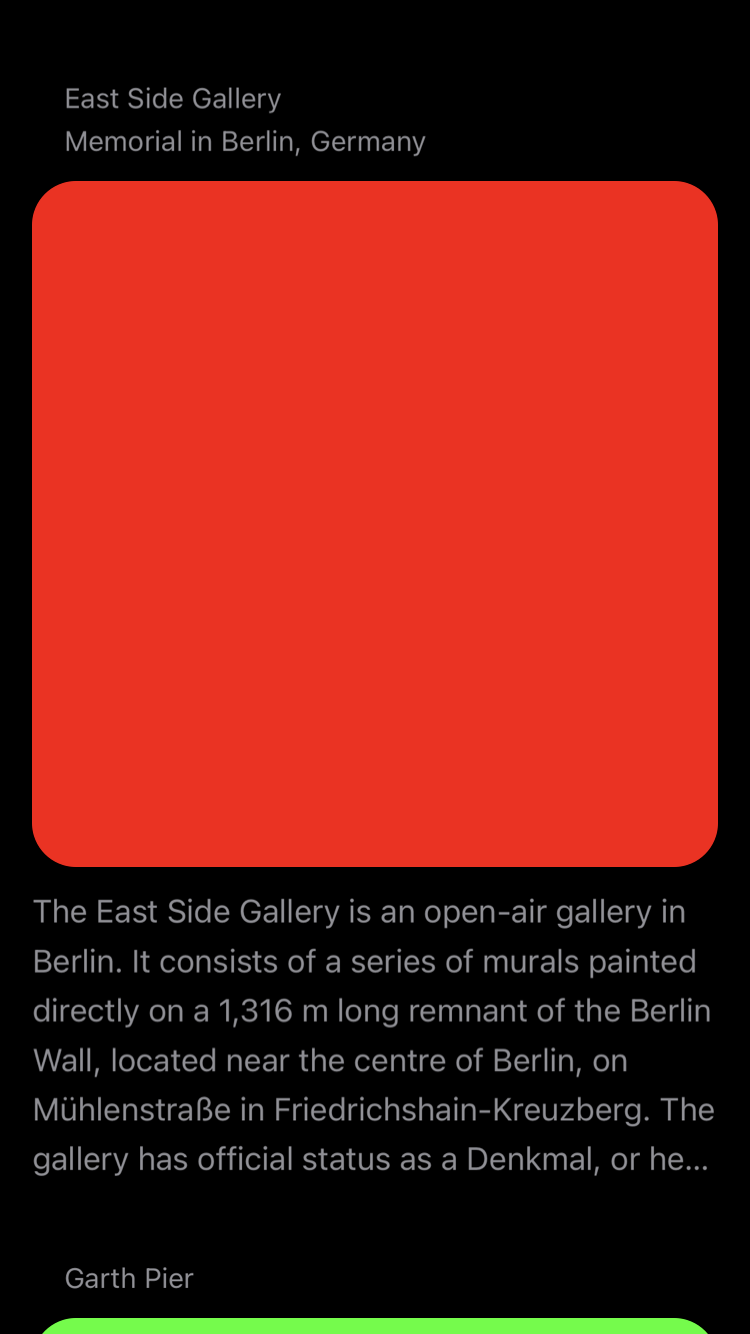 East Side Gallery
Memorial in Berlin, Germany
The East Side Gallery is an open-air gallery in
Berlin. It consists of a series of murals painted
directly on a 1,316 m long remnant of the Berlin
Wall, located near the centre of Berlin, on
Mühlenstraße in Friedrichshain-Kreuzberg. The
gallery has official status as a Denkmal, or he...
Garth Pier